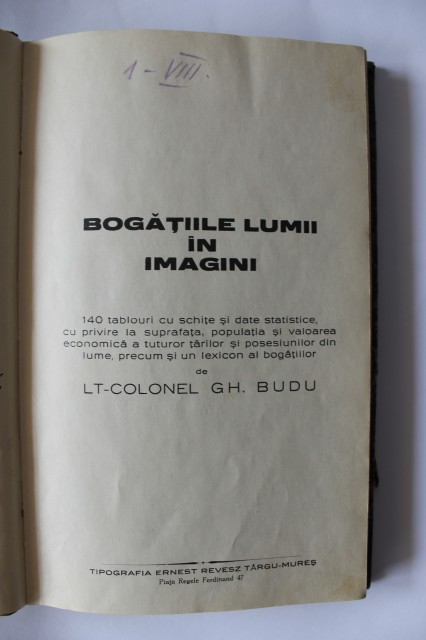 1-VIII.
BOGĂȚIILE LUMII
ÎN
IMAGINI
140 tablouri cu schițe și date statistice,
cu privire la suprafața, populația și valoarea
economică a tuturor țărilor și posesiunilor din
lume, precum și un lexicon al bogățiilor
de
LT-COLONEL GH. BUDU
TIPOGRAFIA ERNEST REVESZ TÂRGU-MUREȘ
Piața Regele Ferdinand 47